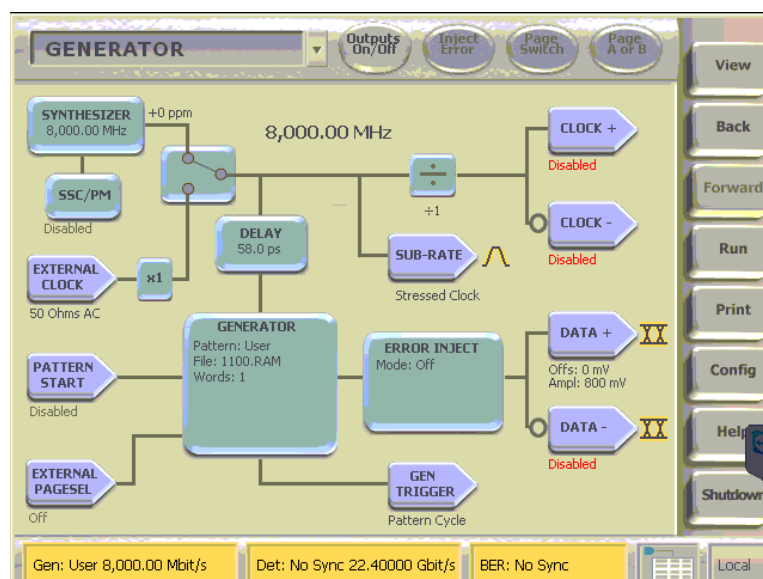 GENERATOR
Outputs On/Off
Inject Error
Page Switch
Page A or B
View
Back
Forward
Run
Print
Config
Help
Shutdown
SYNTHESIZER
8,000.00 MHz
+0 ppm
8,000.00 MHz
SSC/PM
Disabled
EXTERNAL CLOCK
50 Ohms AC
x1
DELAY
58.0 ps
÷
÷1
CLOCK +
Disabled
CLOCK -
Disabled
SUB-RATE
Stressed Clock
PATTERN START
Disabled
GENERATOR
Pattern: User
File: 1100.RAM
Words: 1
ERROR INJECT
Mode: Off
DATA +
Offs: 0 mV
Ampl: 800 mV
DATA -
Disabled
EXTERNAL PAGESEL
Off
GEN TRIGGER
Pattern Cycle
Gen: User 8,000.00 Mbit/s
Det: No Sync 22.40000 Gbit/s
BER: No Sync
Local